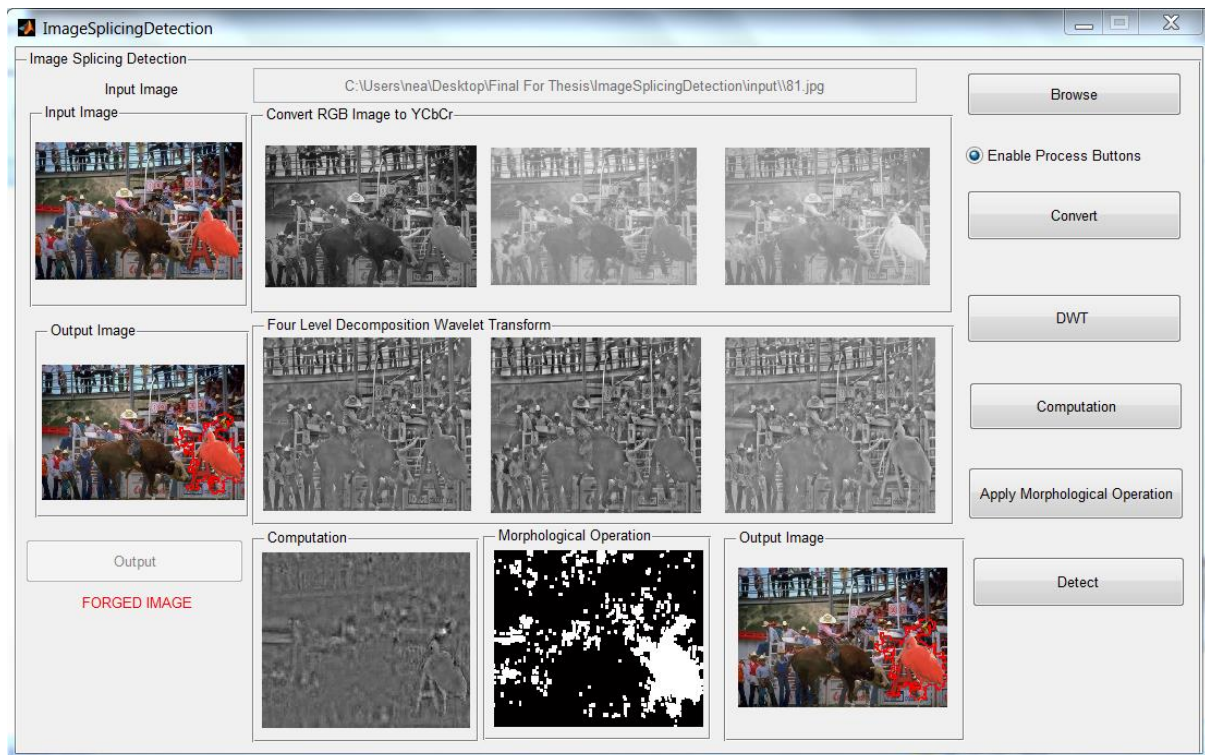 ImageSplicingDetection
Image Splicing Detection
Input Image
C:\Users\nea\Desktop\Final For Thesis\ImageSplicingDetection\input\\81.jpg
Browse
Input Image
Convert RGB Image to YCbCr
Enable Process Buttons
Convert
Output Image
Four Level Decomposition Wavelet Transform
DWT
Computation
Apply Morphological Operation
Output
FORGED IMAGE
Computation
Morphological Operation
Output Image
Detect